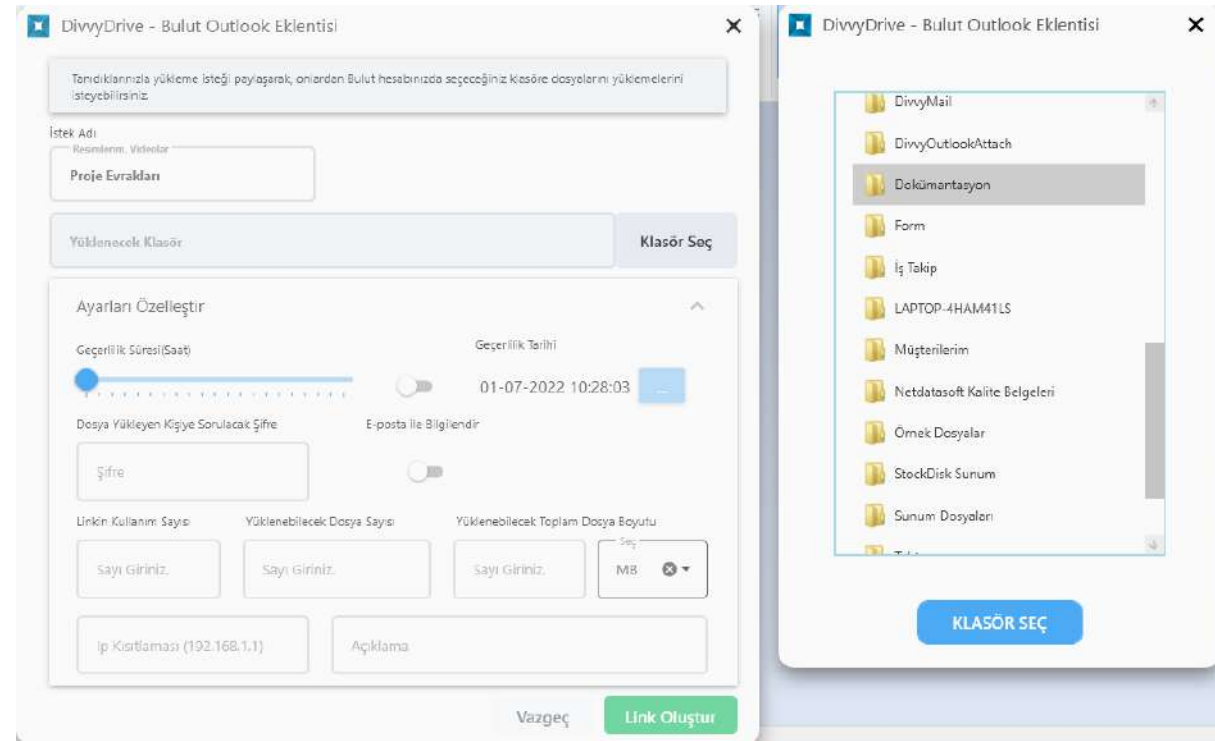 DivvyDrive - Bulut Outlook Eklentisi
Tanıdıklarınızla yükleme isteği paylaşarak, onlardan Bulut hesabınızda seçeceğiniz klasöre dosyalarını yüklemelerini
isteyebilirsiniz.
İstek Adı
Resimlerim, Videolar
Proje Evrakları
Yüklenecek Klasör
Klasör Seç
Ayarları Özelleştir
Geçerlilik Süresi(Saat)
Geçerlilik Tarihi
01-07-2022 10:28:03
...
Dosya Yükleyen Kişiye Sorulacak Şifre
E-posta ile Bilgilendir
Şifre
Linkin Kullanım Sayısı
Yüklenebilecek Dosya Sayısı
Yüklenebilecek Toplam Dosya Boyutu
Sayı Giriniz.
Sayı Giriniz.
Sayı Giriniz.
Seç
MB
Ip Kısıtlaması (192.168.1.1)
Açıklama
Vazgeç
Link Oluştur
DivvyDrive - Bulut Outlook Eklentisi
DivvyMail
DivvyOutlookAttach
Dokümantasyon
Form
İş Takip
LAPTOP-4HAM41LS
Müşterilerim
Netdatasoft Kalite Belgeleri
Örnek Dosyalar
StockDisk Sunum
Sunum Dosyaları
KLASÖR SEÇ